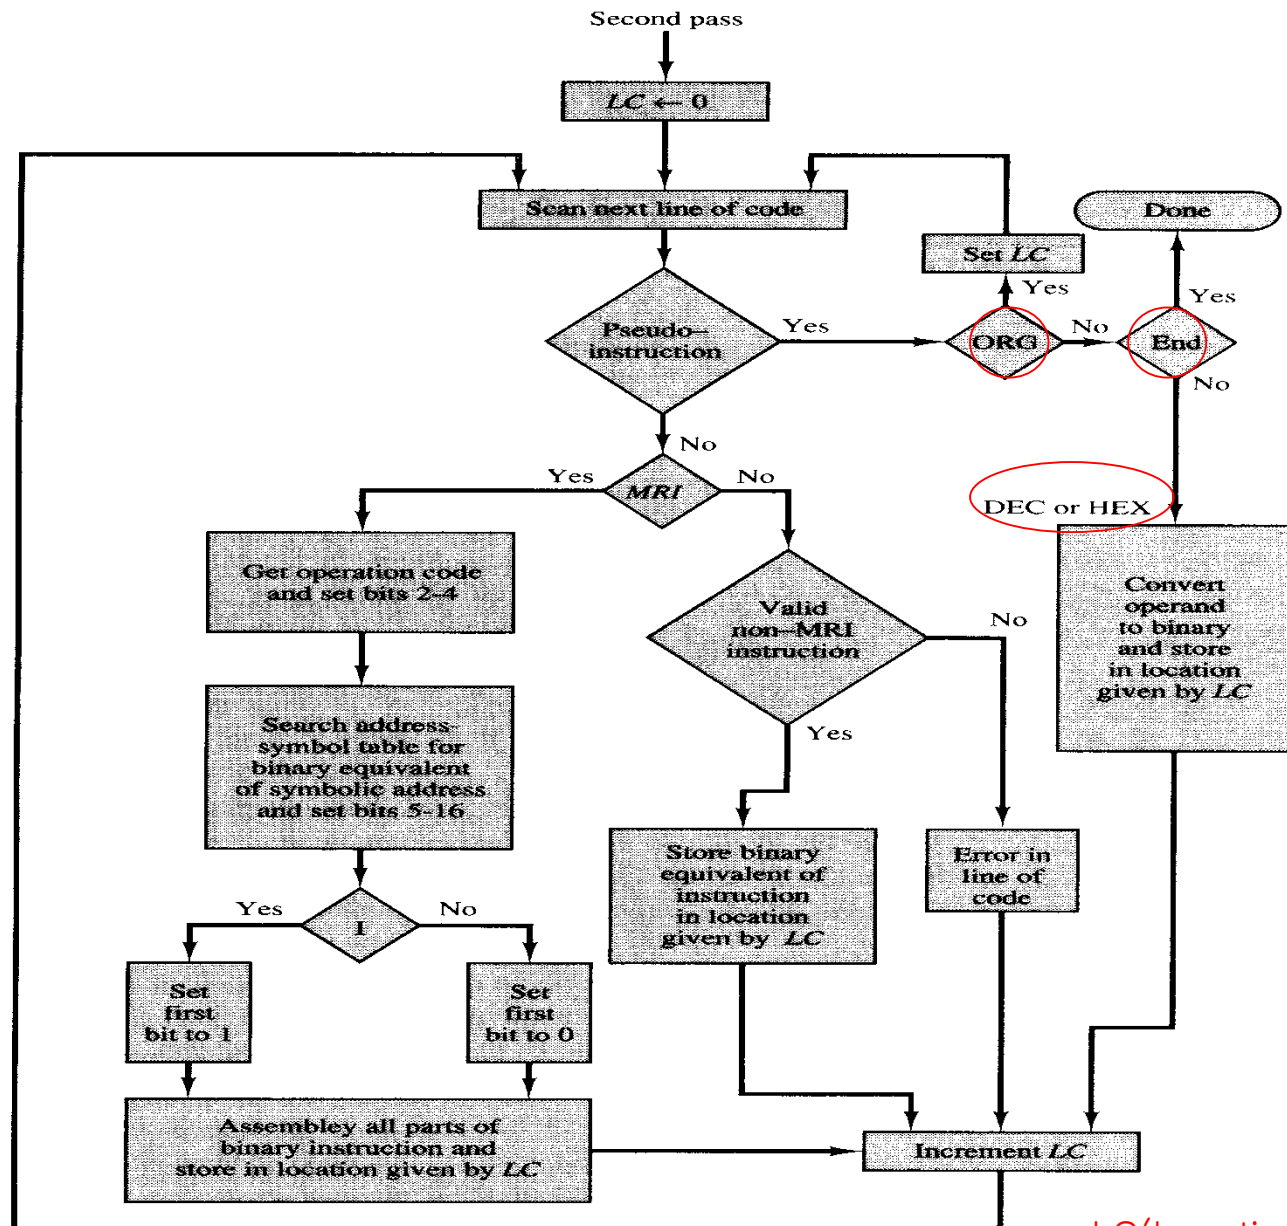 Second pass
LC ← 0
Scan next line of code
Done
Set LC
Yes
Yes
Pseudo–
instruction
Yes
ORG
No
End
No
No
Yes
MRI
No
DEC or HEX
Get operation code
and set bits 2-4
Valid
non–MRI
instruction
No
Convert
operand
to binary
and store
in location
given by LC
Search address-
symbol table for
binary equivalent
of symbolic address
and set bits 5-16
Yes
Store binary
equivalent of
instruction
in location
given by LC
Error in
line of
code
Yes
I
No
Set
first
bit to 1
Set
first
bit to 0
Assembley all parts of
binary instruction and
store in location given by LC
Increment LC